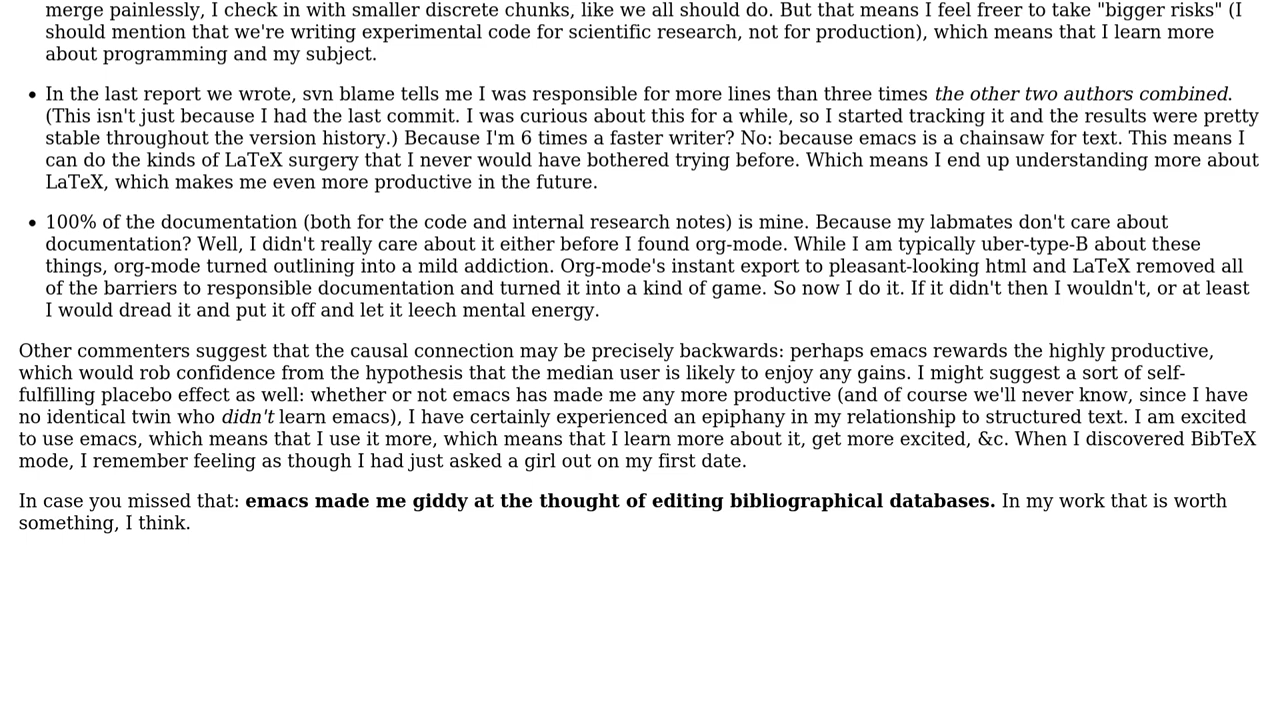 merge painlessly, I check in with smaller discrete chunks, like we all should do. But that means I feel freer to take "bigger risks" (I
should mention that we're writing experimental code for scientific research, not for production), which means that I learn more
about programming and my subject.
• In the last report we wrote, svn blame tells me I was responsible for more lines than three times the other two authors combined.
(This isn't just because I had the last commit. I was curious about this for a while, so I started tracking it and the results were pretty
stable throughout the version history.) Because I'm 6 times a faster writer? No: because emacs is a chainsaw for text. This means I
can do the kinds of LaTeX surgery that I never would have bothered trying before. Which means I end up understanding more about
LaTeX, which makes me even more productive in the future.
• 100% of the documentation (both for the code and internal research notes) is mine. Because my labmates don't care about
documentation? Well, I didn't really care about it either before I found org-mode. While I am typically uber-type-B about these
things, org-mode turned outlining into a mild addiction. Org-mode's instant export to pleasant-looking html and LaTeX removed all
of the barriers to responsible documentation and turned it into a kind of game. So now I do it. If it didn't then I wouldn't, or at least
I would dread it and put it off and let it leech mental energy.
Other commenters suggest that the causal connection may be precisely backwards: perhaps emacs rewards the highly productive,
which would rob confidence from the hypothesis that the median user is likely to enjoy any gains. I might suggest a sort of self-
fulfilling placebo effect as well: whether or not emacs has made me any more productive (and of course we'll never know, since I have
no identical twin who didn't learn emacs), I have certainly experienced an epiphany in my relationship to structured text. I am excited
to use emacs, which means that I use it more, which means that I learn more about it, get more excited, &c. When I discovered BibTeX
mode, I remember feeling as though I had just asked a girl out on my first date.
In case you missed that: emacs made me giddy at the thought of editing bibliographical databases. In my work that is worth
something, I think.